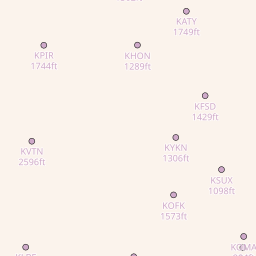 KATY
1749ft
KPIR
1744ft
KHON
1289ft
KFSD
1429ft
KYKN
1306ft
KVTN
2596ft
KSUX
1098ft
KOFK
1573ft